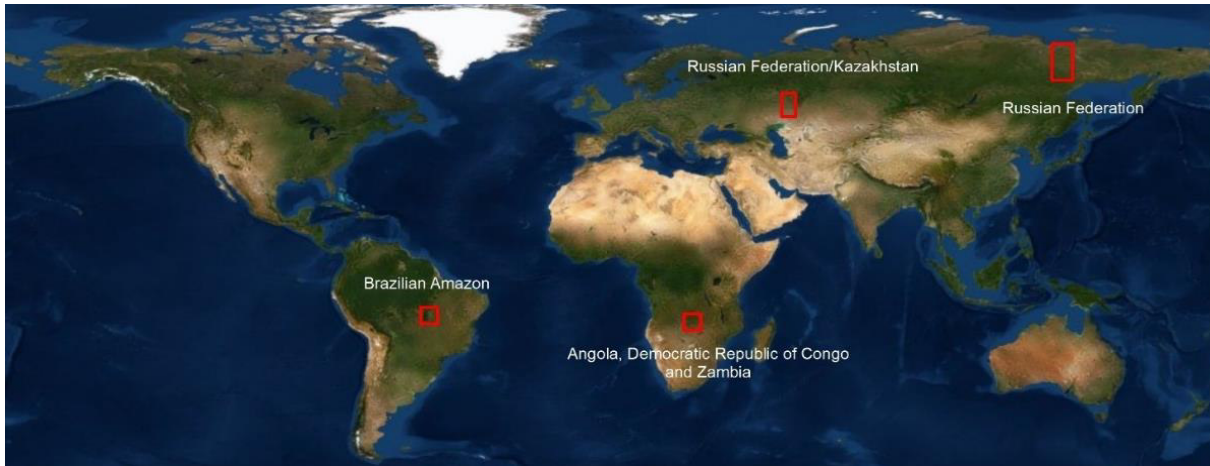 Russian Federation/Kazakhstan
Russian Federation
Brazilian Amazon
Angola, Democratic Republic of Congo
and Zambia